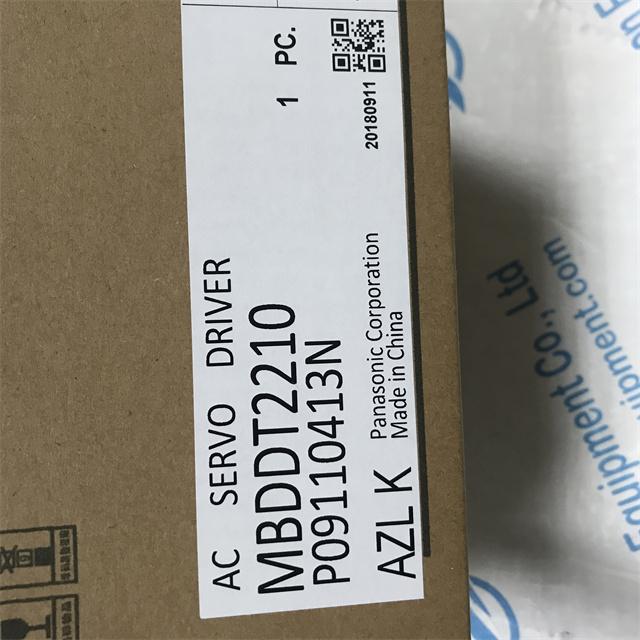 AC SERVO DRIVER
MBDDT2210 1 PC.
P09110413N
20180911
AZL K
Panasonic Corporation
Made in China
Equipment Co., Ltd